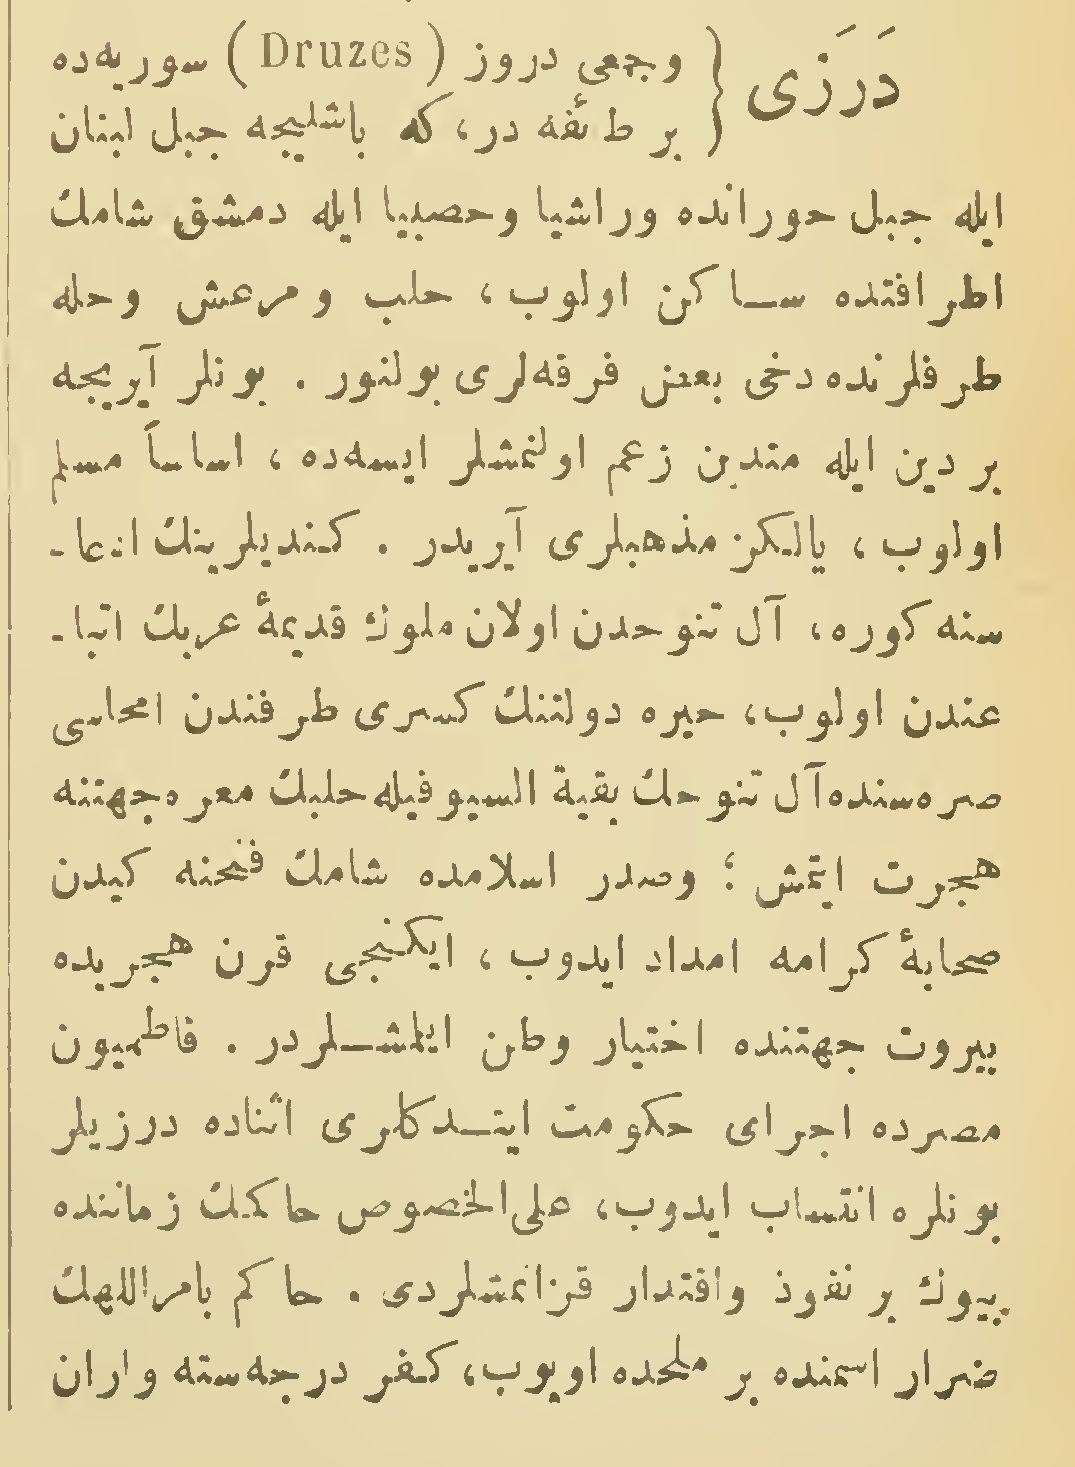 دَرَزی } وجمعی دروز (Druzes) سوریه‌ده
بر طائفه در، که باشلیجه جبل لبنان
ایله جبل حورانده وراشیا وحصبیا ایله دمشق شامك
اطرافنده ساکن اولوب، حلب ومرعش وحله
طرفلرنده دخی بعض فرقه‌لری بولنور. بونلر آیریجه
بر دین ایله متدین زعم اولنمشلر ایسه‌ده، اساساً مسلم
اولوب، یالکز مذهبلری آیریدر. کندیلرینك ادعا-
سنه کوره، آل تنوخدن اولان ملوك قدیمهٔ عربك اتبا-
عندن اولوب، حیره دولتنك کسری طرفندن امحاسی
صره‌سنده آل تنوخك بقیة السیوفیله حلبك معره جهتنه
هجرت ایتمش؛ وصدر اسلامده شامك فتحنه کیدن
صحابهٔ کرامه امداد ایدوب، ایکنجی قرن هجریده
بیروت جهتنده اختیار وطن ایلمشلردر. فاطمیون
مصرده اجرای حکومت ایتدکلری اثناده درزیلر
بونلره انتساب ایدوب، علی‌الخصوص حاکمك زماننده
بیوك بر نفوذ واقتدار قزانمشلردی. حاکم بامراللهك
ضرار اسمنده بر ملحده اویوب، کفر درجه‌سنه واران